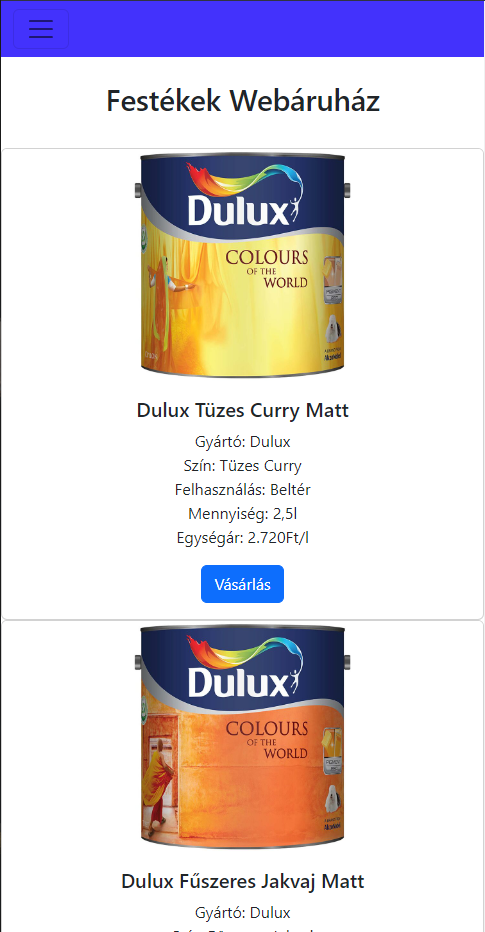 Festékek Webáruház
Dulux
COLOURS
OF THE
WORLD
Dulux Tüzes Curry Matt
Gyártó: Dulux
Szín: Tüzes Curry
Felhasználás: Beltér
Mennyiség: 2,5l
Egységár: 2.720Ft/l
Vásárlás
Dulux
COLOURS
OF THE
WORLD
Dulux Fűszeres Jakvaj Matt
Gyártó: Dulux